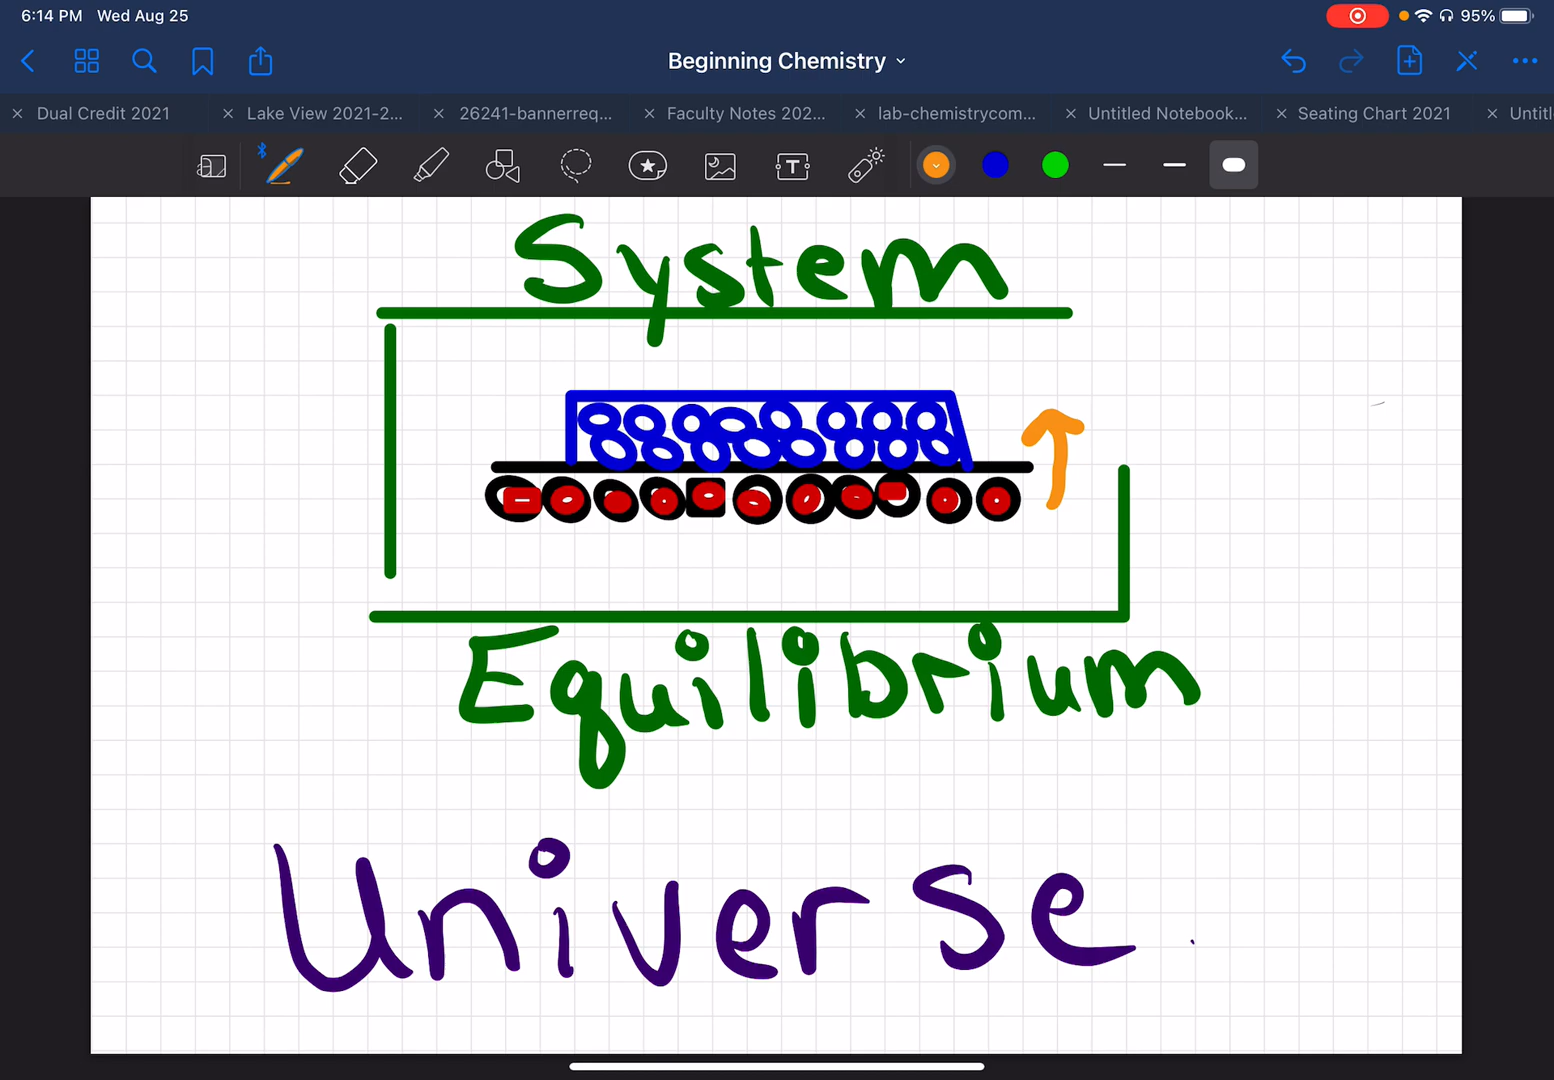 6:14 PM Wed Aug 25
95%
Beginning Chemistry
Dual Credit 2021
Lake View 2021-2...
26241-bannerreq...
Faculty Notes 202...
lab-chemistrycom...
Untitled Notebook...
Seating Chart 2021
Untitl
T
System
Equilibrium
Universe